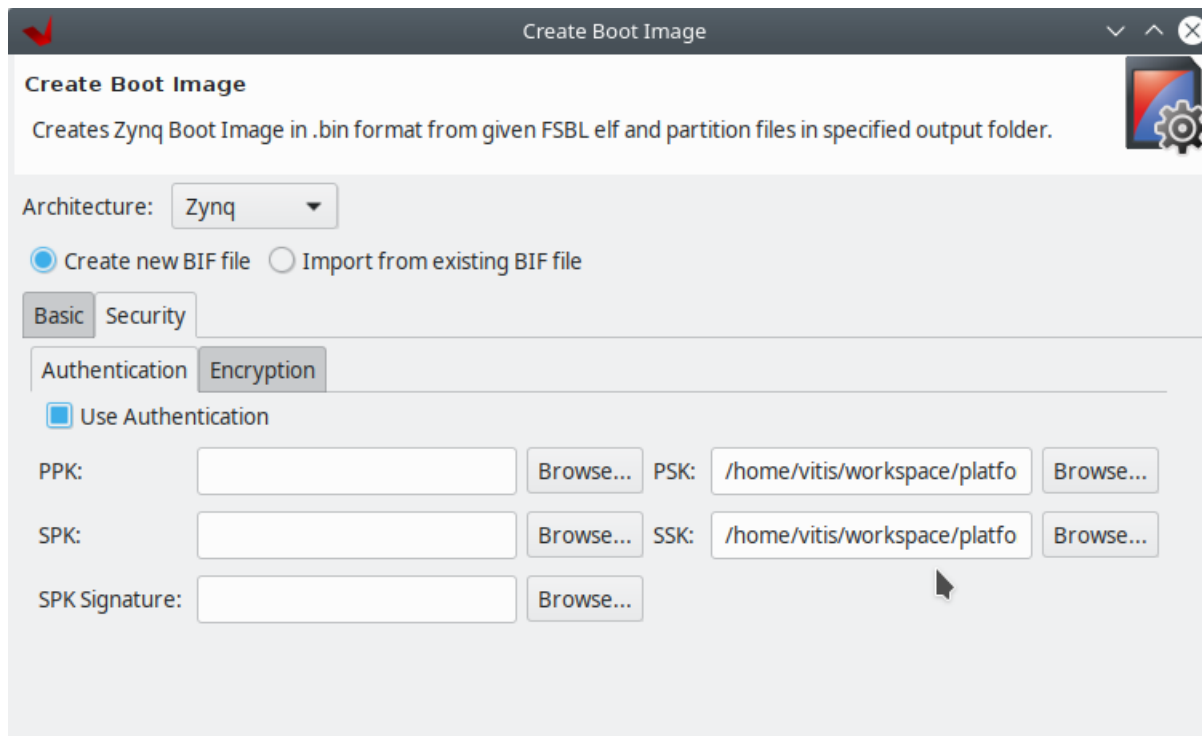 Create Boot Image
Create Boot Image
Creates Zynq Boot Image in .bin format from given FSBL elf and partition files in specified output folder.
Architecture: Zynq
Create new BIF file Import from existing BIF file
Basic Security
Authentication Encryption
Use Authentication
PPK: Browse... PSK: /home/vitis/workspace/platfo Browse...
SPK: Browse... SSK: /home/vitis/workspace/platfo Browse...
SPK Signature: Browse...